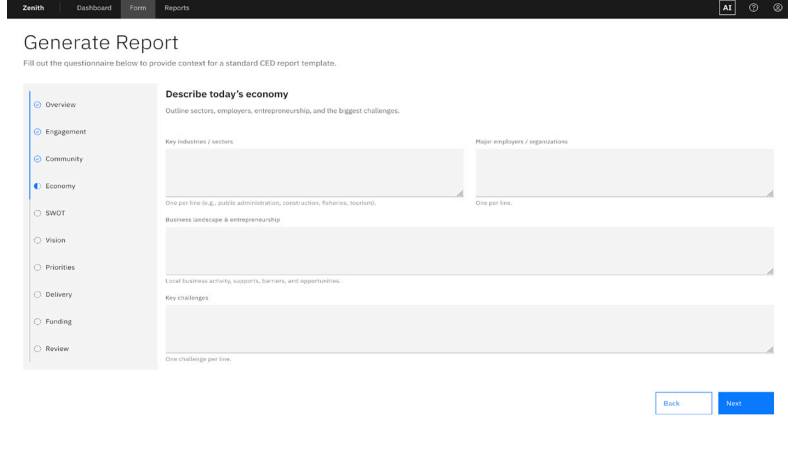 Zenith Dashboard Form Reports AI
Generate Report
Fill out the questionnaire below to provide context for a standard CED report template.
Overview
Engagement
Community
Economy
SWOT
Vision
Priorities
Delivery
Funding
Review
Describe today's economy
Outline sectors, employers, entrepreneurship, and the biggest challenges.
Key industries / sectors
One per line (e.g., public administration, construction, fisheries, tourism).
Major employers / organizations
One per line.
Business landscape & entrepreneurship
Local business activity, supports, barriers, and opportunities.
Key challenges
One challenge per line.
Back Next